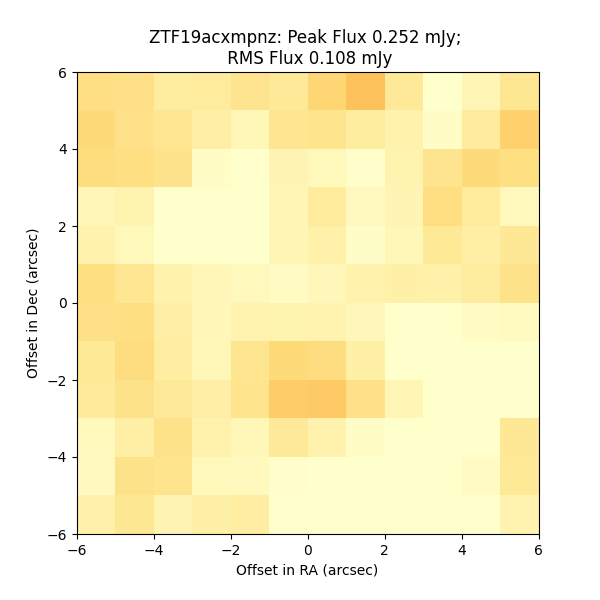 ZTF19acxmpnz: Peak Flux 0.252 mJy;
RMS Flux 0.108 mJy
6
4
2
0
−2
−4
−6
Offset in Dec (arcsec)
−6 −4 −2 0 2 4 6
Offset in RA (arcsec)